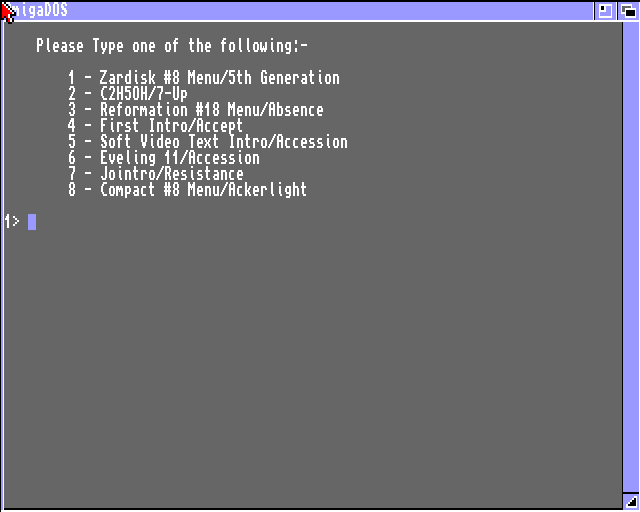 AmigaDOS
Please Type one of the following:-
1 - Zardisk #8 Menu/5th Generation
2 - C2H5OH/7-Up
3 - Reformation #18 Menu/Absence
4 - First Intro/Accept
5 - Soft Video Text Intro/Accession
6 - Eveling 11/Accession
7 - Jointro/Resistance
8 - Compact #8 Menu/Ackerlight
1>